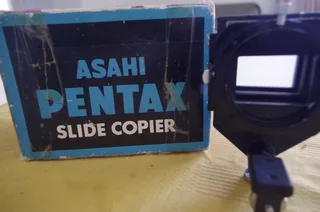 ASAHI
PENTAX
SLIDE COPIER